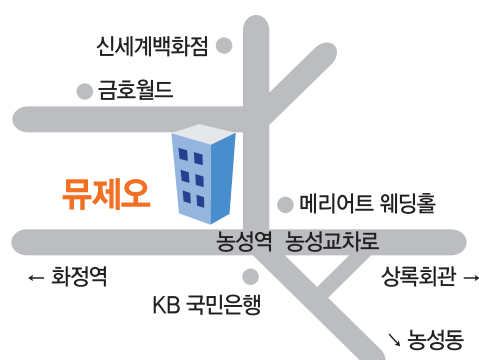 신세계백화점
금호월드
뮤제오
메리어트 웨딩홀
농성역 농성교차로
← 화정역
상록회관 →
KB 국민은행
↘ 농성동